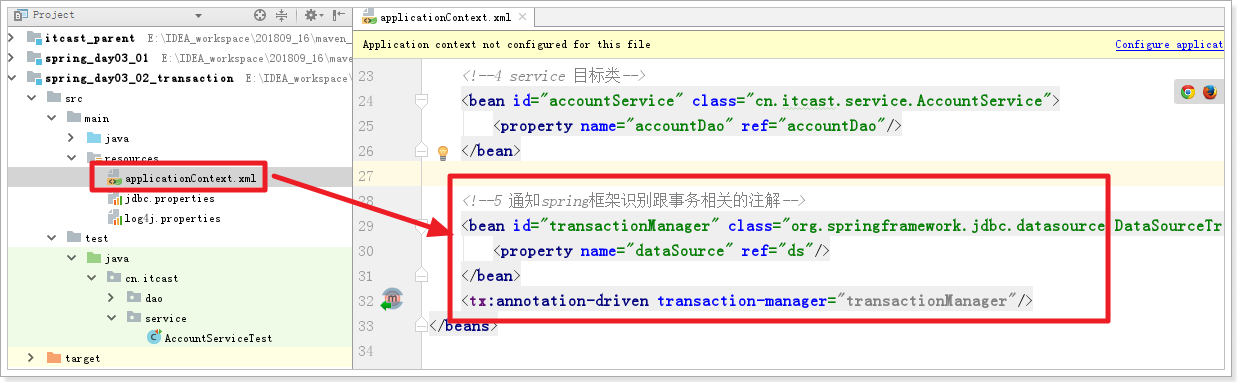 Project
applicationContext.xml
itcast_parent E:\IDEA_workspace\201809_16\maven_
spring_day03_01 E:\IDEA_workspace\201809_16\mave
spring_day03_02_transaction E:\IDEA_workspace\
src
main
java
resources
applicationContext.xml
jdbc.properties
log4j.properties
test
java
cn.itcast
dao
service
AccountServiceTest
target
Application context not configured for this file Configure applicat
23 <!--4 service 目标类-->
24 <bean id="accountService" class="cn.itcast.service.AccountService">
25 <property name="accountDao" ref="accountDao"/>
26 </bean>
27
28 <!--5 通知spring框架识别跟事务相关的注解-->
29 <bean id="transactionManager" class="org.springframework.jdbc.datasource.DataSourceTr
30 <property name="dataSource" ref="ds"/>
31 </bean>
32 <tx:annotation-driven transaction-manager="transactionManager"/>
33 </beans>
34